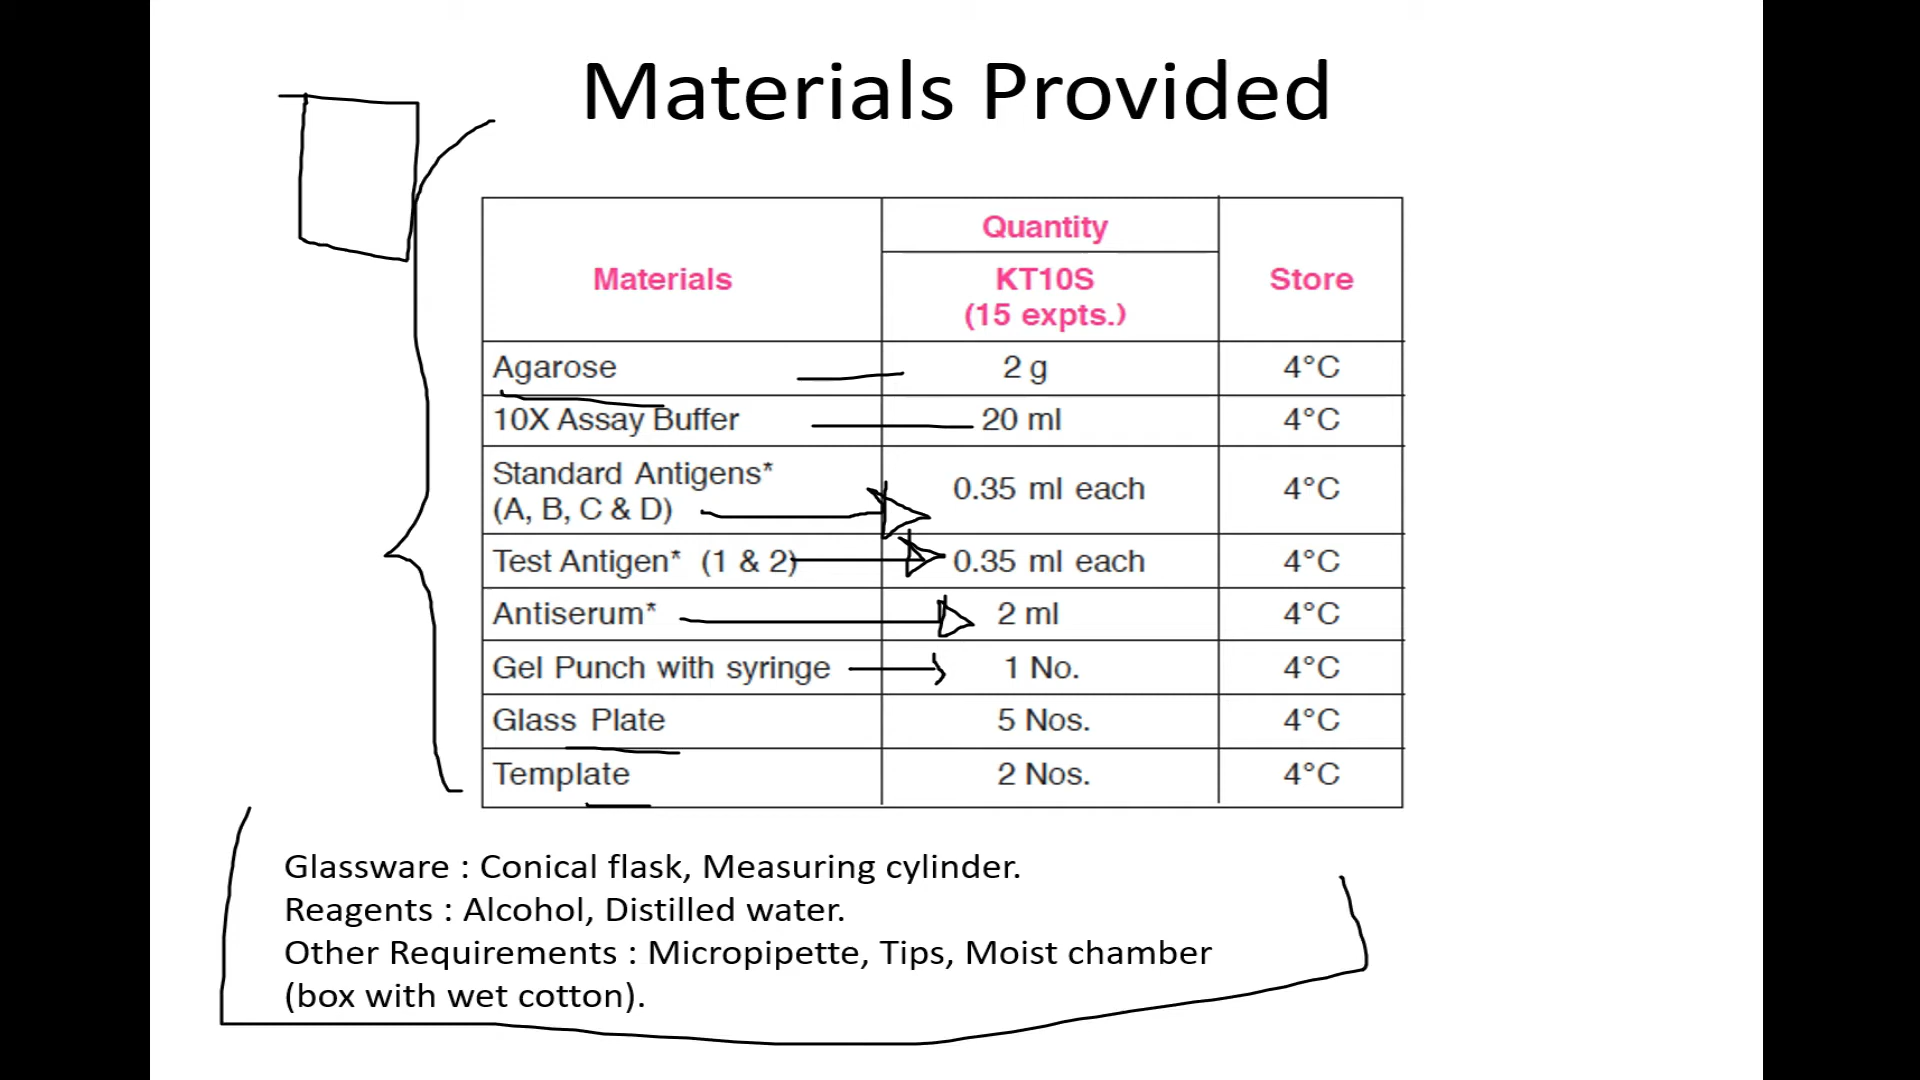 Materials Provided
Quantity
Materials
KT10S
(15 expts.)
Store
Agarose 2 g 4°C
10X Assay Buffer 20 ml 4°C
Standard Antigens*
(A, B, C & D) 0.35 ml each 4°C
Test Antigen* (1 & 2) 0.35 ml each 4°C
Antiserum* 2 ml 4°C
Gel Punch with syringe 1 No. 4°C
Glass Plate 5 Nos. 4°C
Template 2 Nos. 4°C
Glassware : Conical flask, Measuring cylinder.
Reagents : Alcohol, Distilled water.
Other Requirements : Micropipette, Tips, Moist chamber
(box with wet cotton).